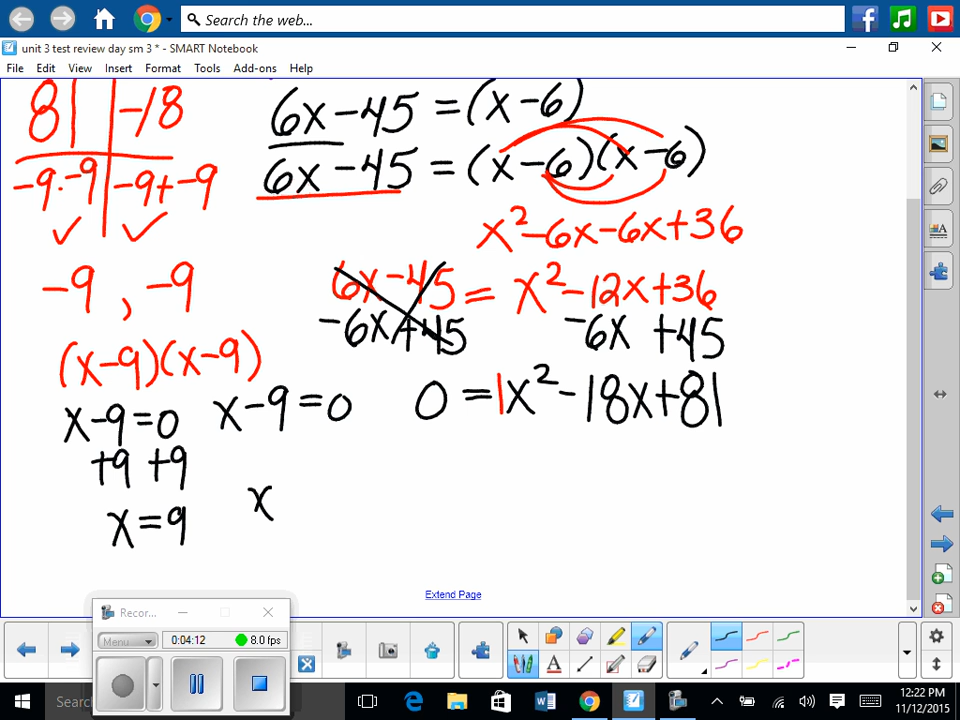 Search the web...
unit 3 test review day sm 3 * - SMART Notebook
File Edit View Insert Format Tools Add-ons Help
81 -18
-9·-9 -9+-9
-9, -9
(x-9)(x-9)
x-9=0 x-9=0
+9 +9
x=9 x
6x-45=(x-6)
6x-45=(x-6)(x-6)
x²-6x-6x+36
6x-45=x²-12x+36
-6x+45 -6x +45
0=1x²-18x+81
Extend Page
Recor...
Menu 0:04:12 8.0 fps
Searc
12:22 PM
11/12/2015